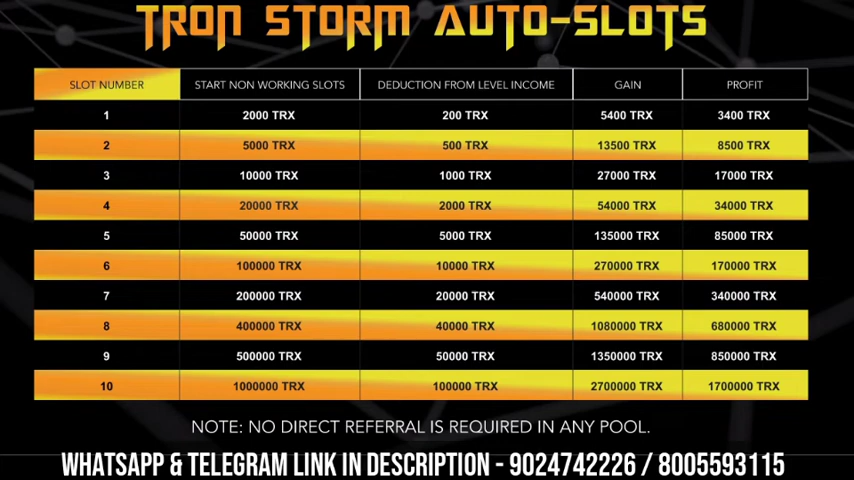 TRON STORM AUTO-SLOTS
SLOT NUMBER START NON WORKING SLOTS DEDUCTION FROM LEVEL INCOME GAIN PROFIT
1 2000 TRX 200 TRX 5400 TRX 3400 TRX
2 5000 TRX 500 TRX 13500 TRX 8500 TRX
3 10000 TRX 1000 TRX 27000 TRX 17000 TRX
4 20000 TRX 2000 TRX 54000 TRX 34000 TRX
5 50000 TRX 5000 TRX 135000 TRX 85000 TRX
6 100000 TRX 10000 TRX 270000 TRX 170000 TRX
7 200000 TRX 20000 TRX 540000 TRX 340000 TRX
8 400000 TRX 40000 TRX 1080000 TRX 680000 TRX
9 500000 TRX 50000 TRX 1350000 TRX 850000 TRX
10 1000000 TRX 100000 TRX 2700000 TRX 1700000 TRX
NOTE: NO DIRECT REFERRAL IS REQUIRED IN ANY POOL.
WHATSAPP & TELEGRAM LINK IN DESCRIPTION - 9024742226 / 8005593115